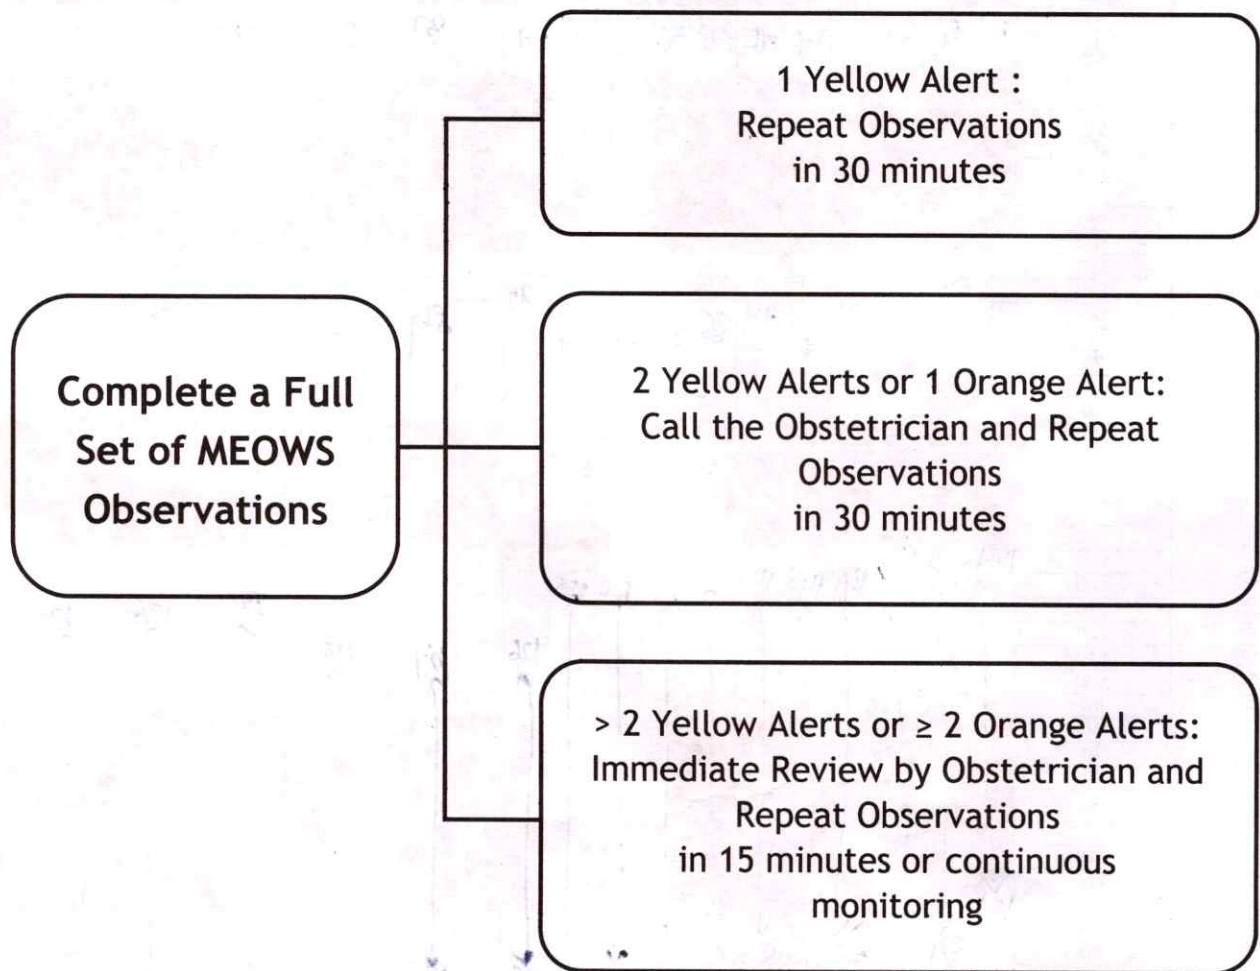 Complete a Full
Set of MEOWS
Observations
1 Yellow Alert :
Repeat Observations
in 30 minutes
2 Yellow Alerts or 1 Orange Alert:
Call the Obstetrician and Repeat
Observations
in 30 minutes
> 2 Yellow Alerts or ≥ 2 Orange Alerts:
Immediate Review by Obstetrician and
Repeat Observations
in 15 minutes or continuous
monitoring